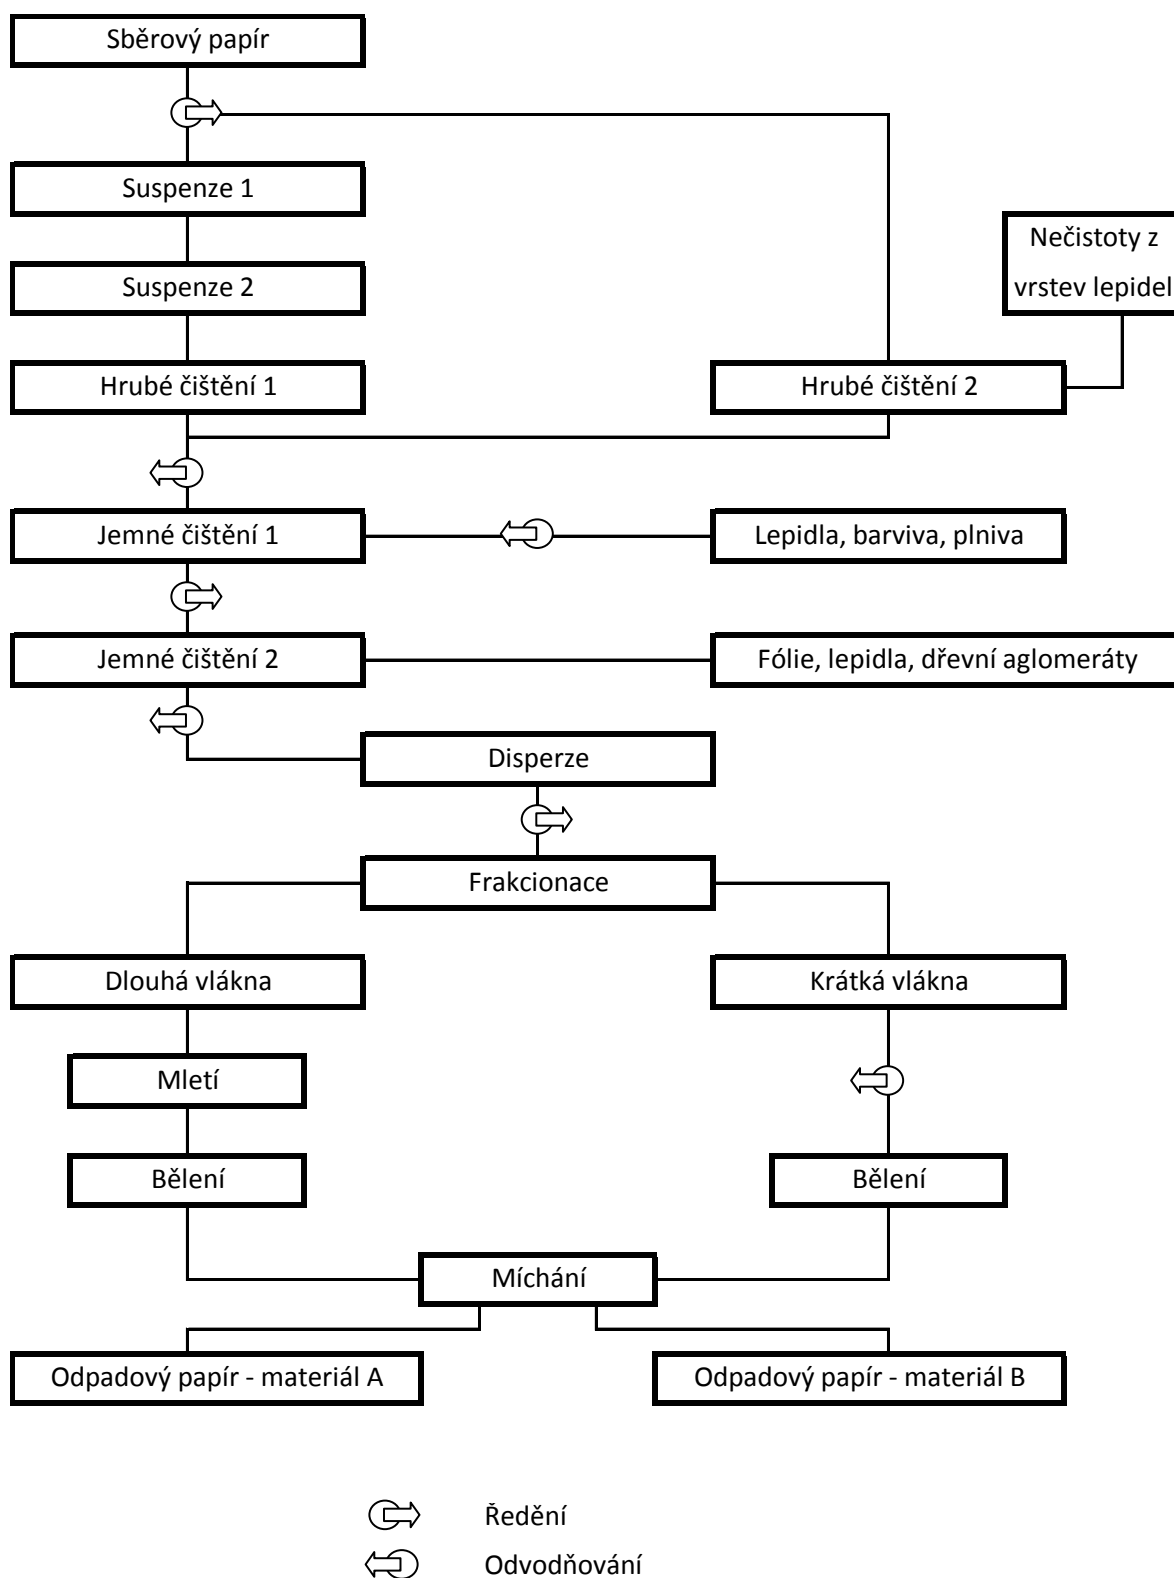 Sběrový papír
Suspenze 1
Nečistoty z
vrstev lepidel
Suspenze 2
Hrubé čištění 1
Hrubé čištění 2
Jemné čištění 1
Lepidla, barviva, plniva
Jemné čištění 2
Fólie, lepidla, dřevní aglomeráty
Disperze
Frakcionace
Dlouhá vlákna
Krátká vlákna
Mletí
Bělení
Bělení
Míchání
Odpadový papír - materiál A
Odpadový papír - materiál B
Ředění
Odvodňování